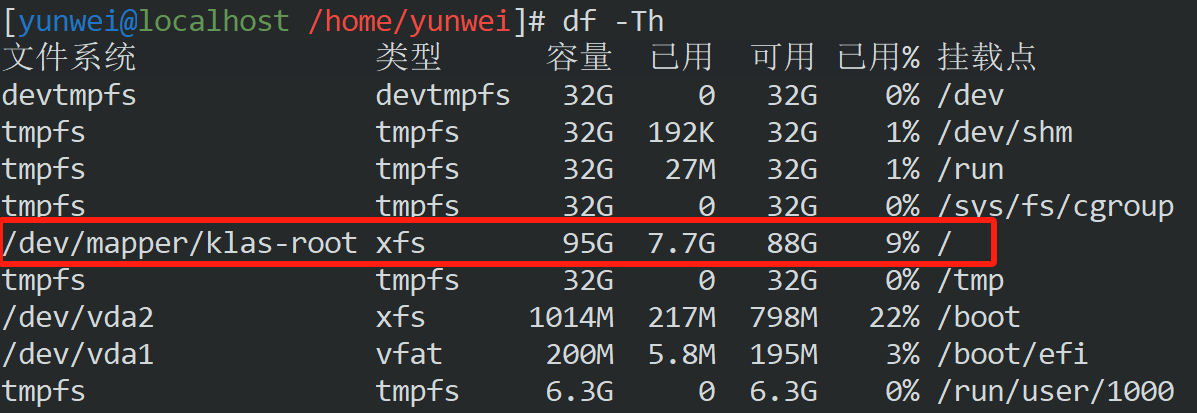 [yunwei@localhost /home/yunwei]# df -Th
文件系统 类型 容量 已用 可用 已用% 挂载点
devtmpfs devtmpfs 32G 0 32G 0% /dev
tmpfs tmpfs 32G 192K 32G 1% /dev/shm
tmpfs tmpfs 32G 27M 32G 1% /run
tmpfs tmpfs 32G 0 32G 0% /sys/fs/cgroup
/dev/mapper/klas-root xfs 95G 7.7G 88G 9% /
tmpfs tmpfs 32G 0 32G 0% /tmp
/dev/vda2 xfs 1014M 217M 798M 22% /boot
/dev/vda1 vfat 200M 5.8M 195M 3% /boot/efi
tmpfs tmpfs 6.3G 0 6.3G 0% /run/user/1000